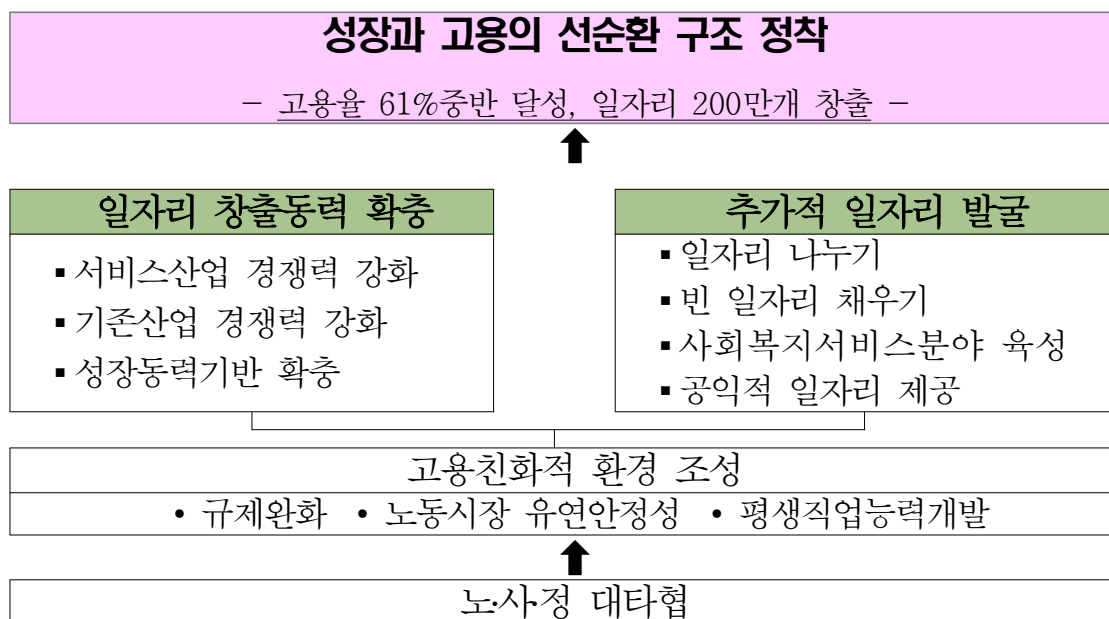 성장과 고용의 선순환 구조 정착
- 고용율 61%중반 달성, 일자리 200만개 창출 -
일자리 창출동력 확충
▪ 서비스산업 경쟁력 강화
▪ 기존산업 경쟁력 강화
▪ 성장동력기반 확충
추가적 일자리 발굴
▪ 일자리 나누기
▪ 빈 일자리 채우기
▪ 사회복지서비스분야 육성
▪ 공익적 일자리 제공
고용친화적 환경 조성
• 규제완화 • 노동시장 유연안정성 • 평생직업능력개발
노·사·정 대타협